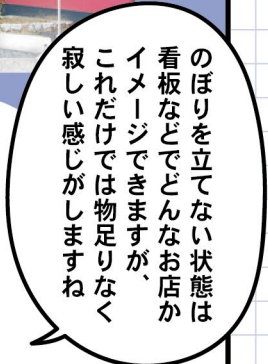 のぼりを立てない状態は
看板などでどんなお店か
イメージできますが、
これだけでは物足りなく
寂しい感じがしますね